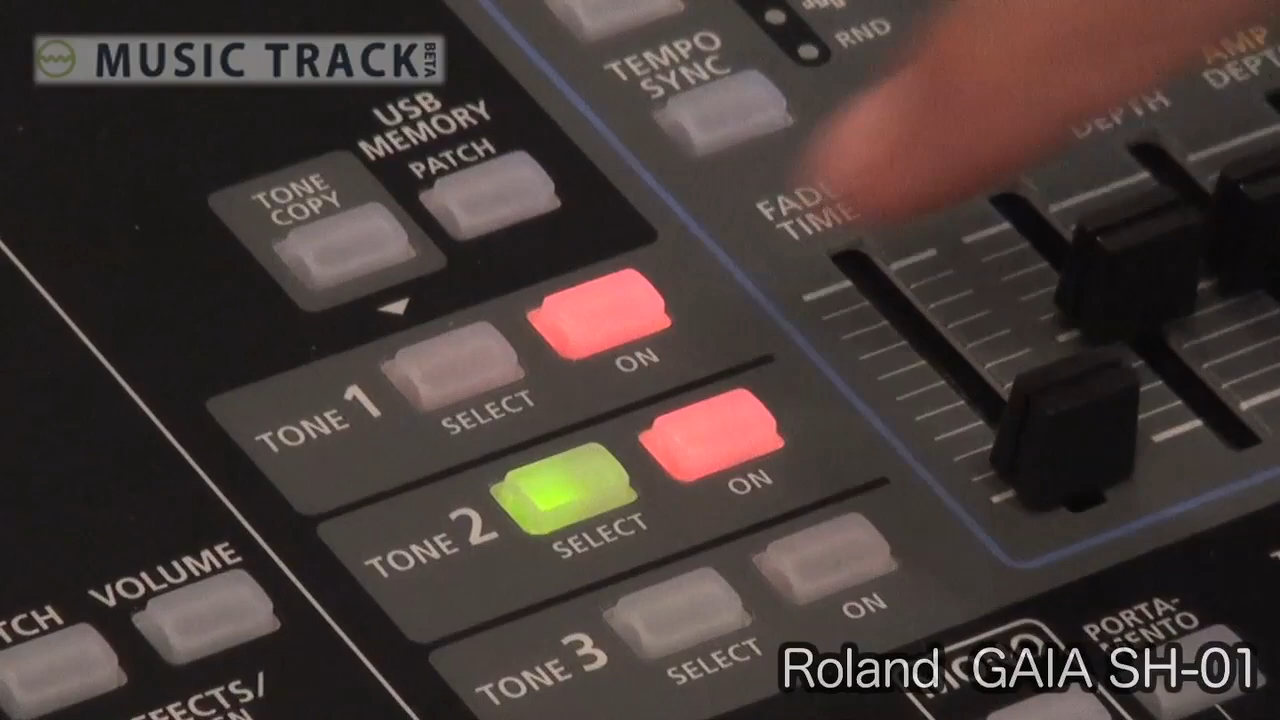 MUSIC TRACK BETA
RND
TEMPO
SYNC
AMP
DEPTH
DEPTH
USB
MEMORY
PATCH
TONE
COPY
FADE
TIME
ON
TONE 1
SELECT
ON
TONE 2
SELECT
ON
TONE 3
SELECT
VOLUME
PORTA-
MENTO
Roland GAIA SH-01